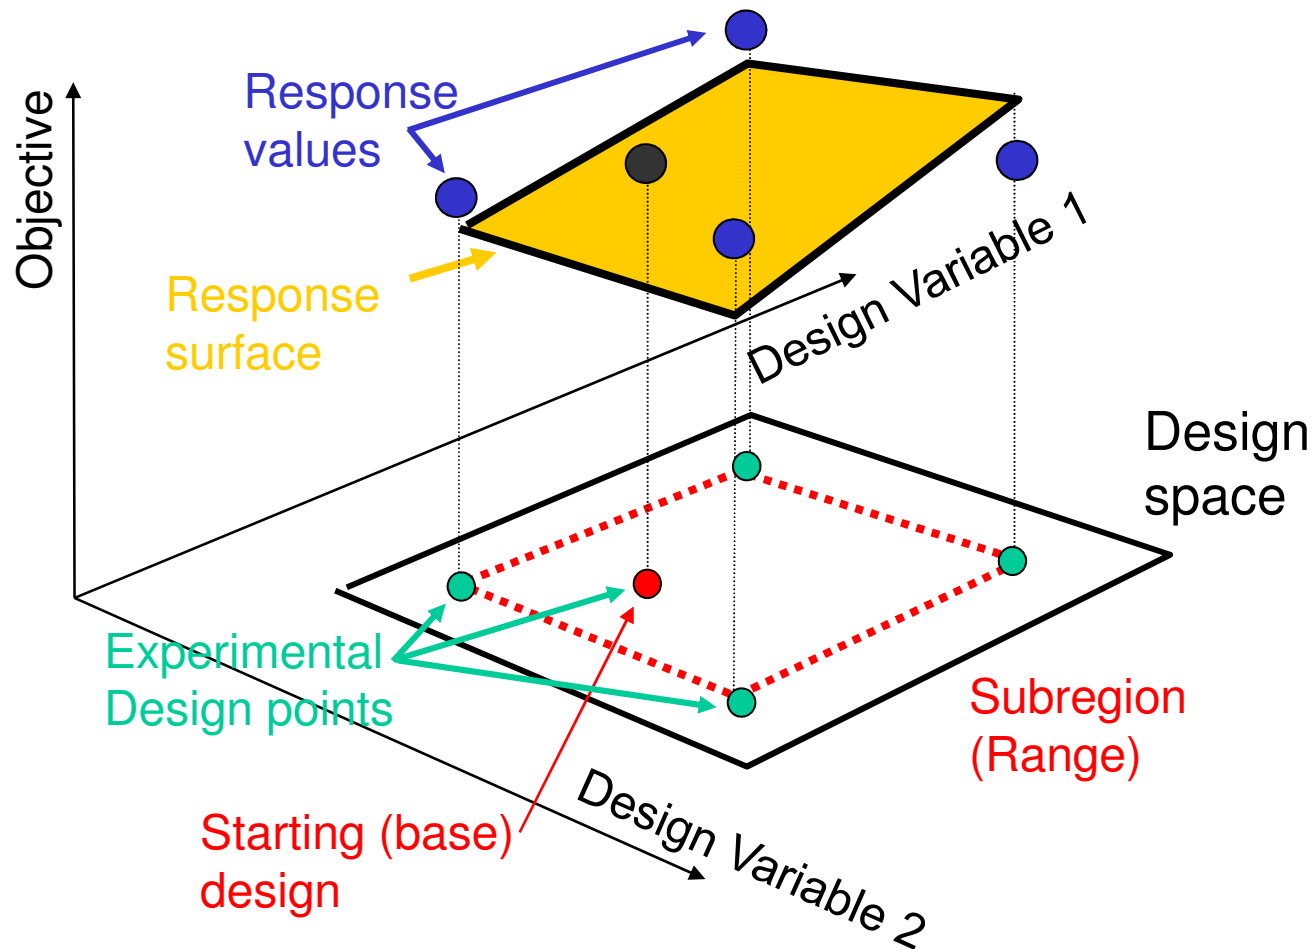 Objective
Response
values
Response
surface
Design Variable 1
Design
space
Experimental
Design points
Subregion
(Range)
Starting (base)
design
Design Variable 2